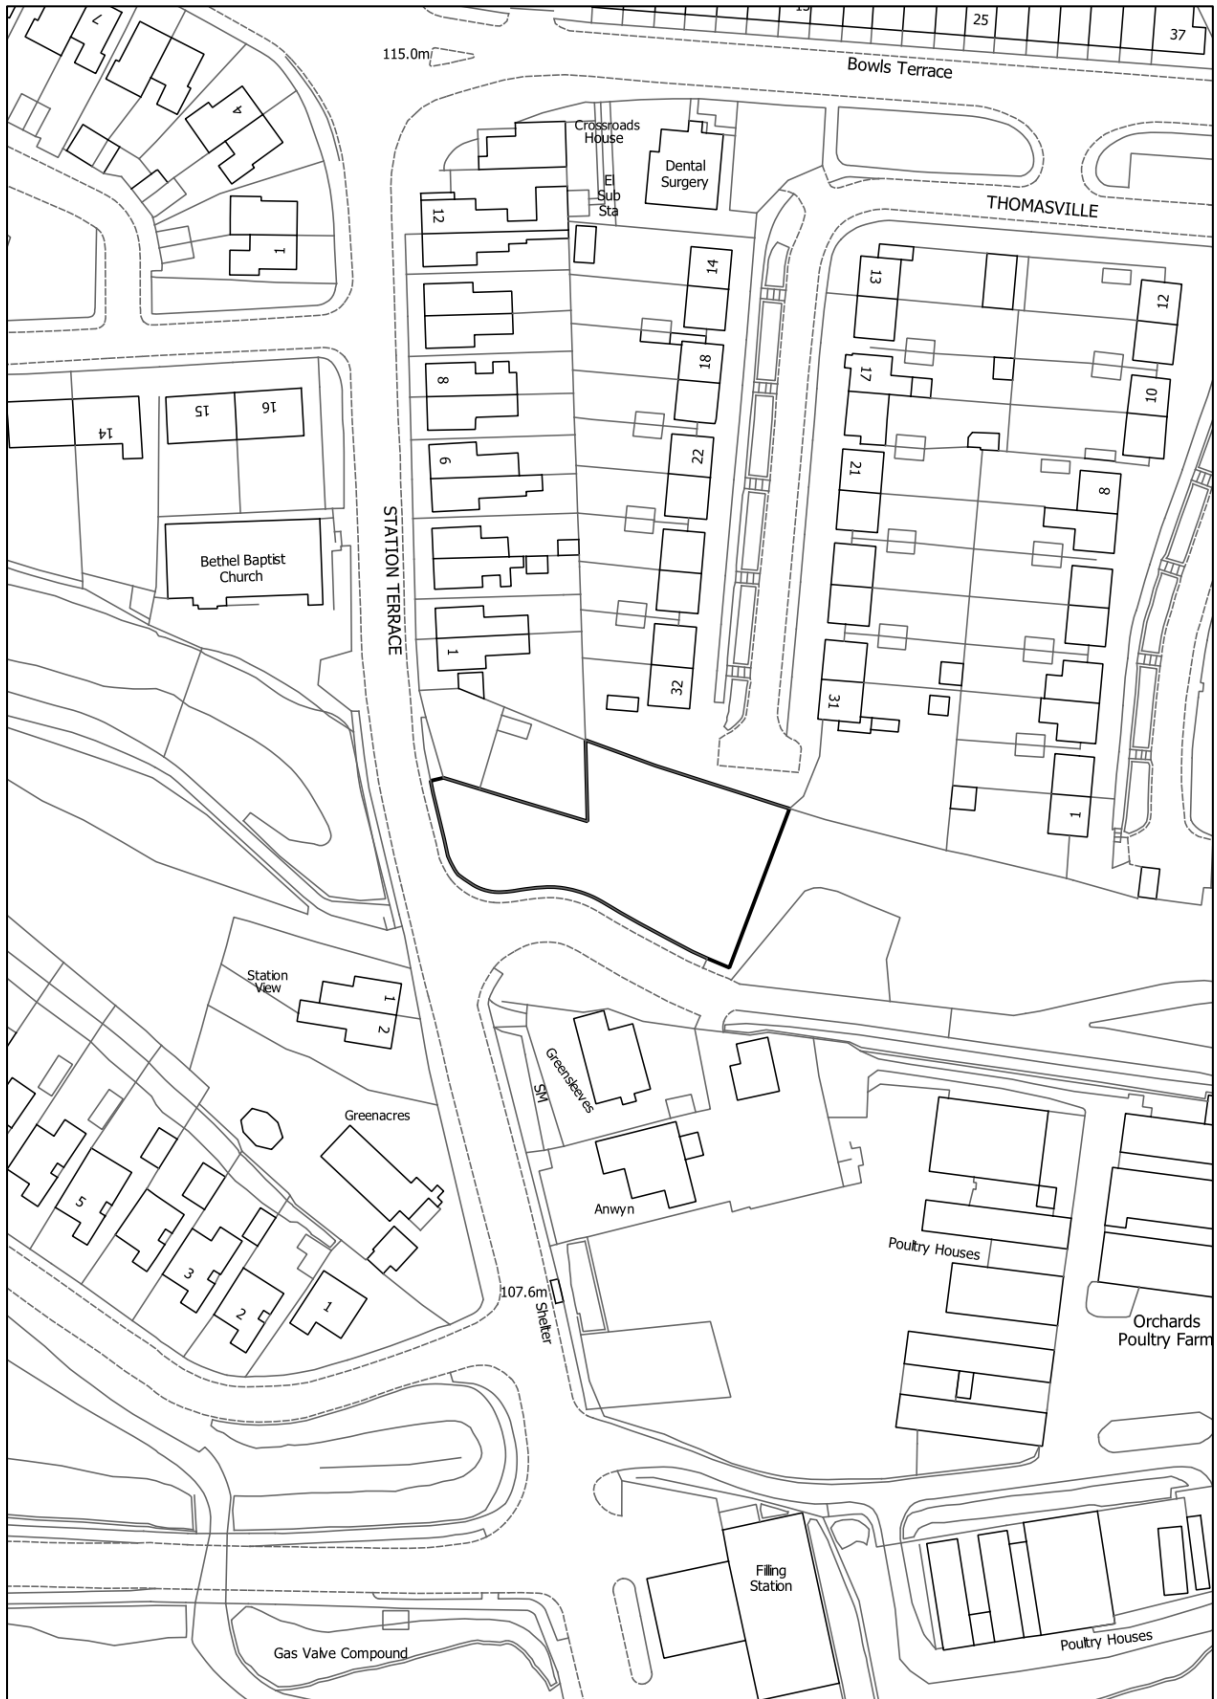 7
115.0m
13
25
37
Bowls Terrace
4
Crossroads
House
Dental
Surgery
El
Sub
Sta
12
THOMASVILLE
1
14
13
12
18
17
8
10
16
15
14
22
21
8
6
STATION TERRACE
Bethel Baptist
Church
1
32
31
1
Station
View
1
2
Greensleeves
SM
Greenacres
5
Anwyn
3
2
1
Poultry Houses
107.6m
Shelter
Orchards
Poultry Farm
Filling
Station
Gas Valve Compound
Poultry Houses